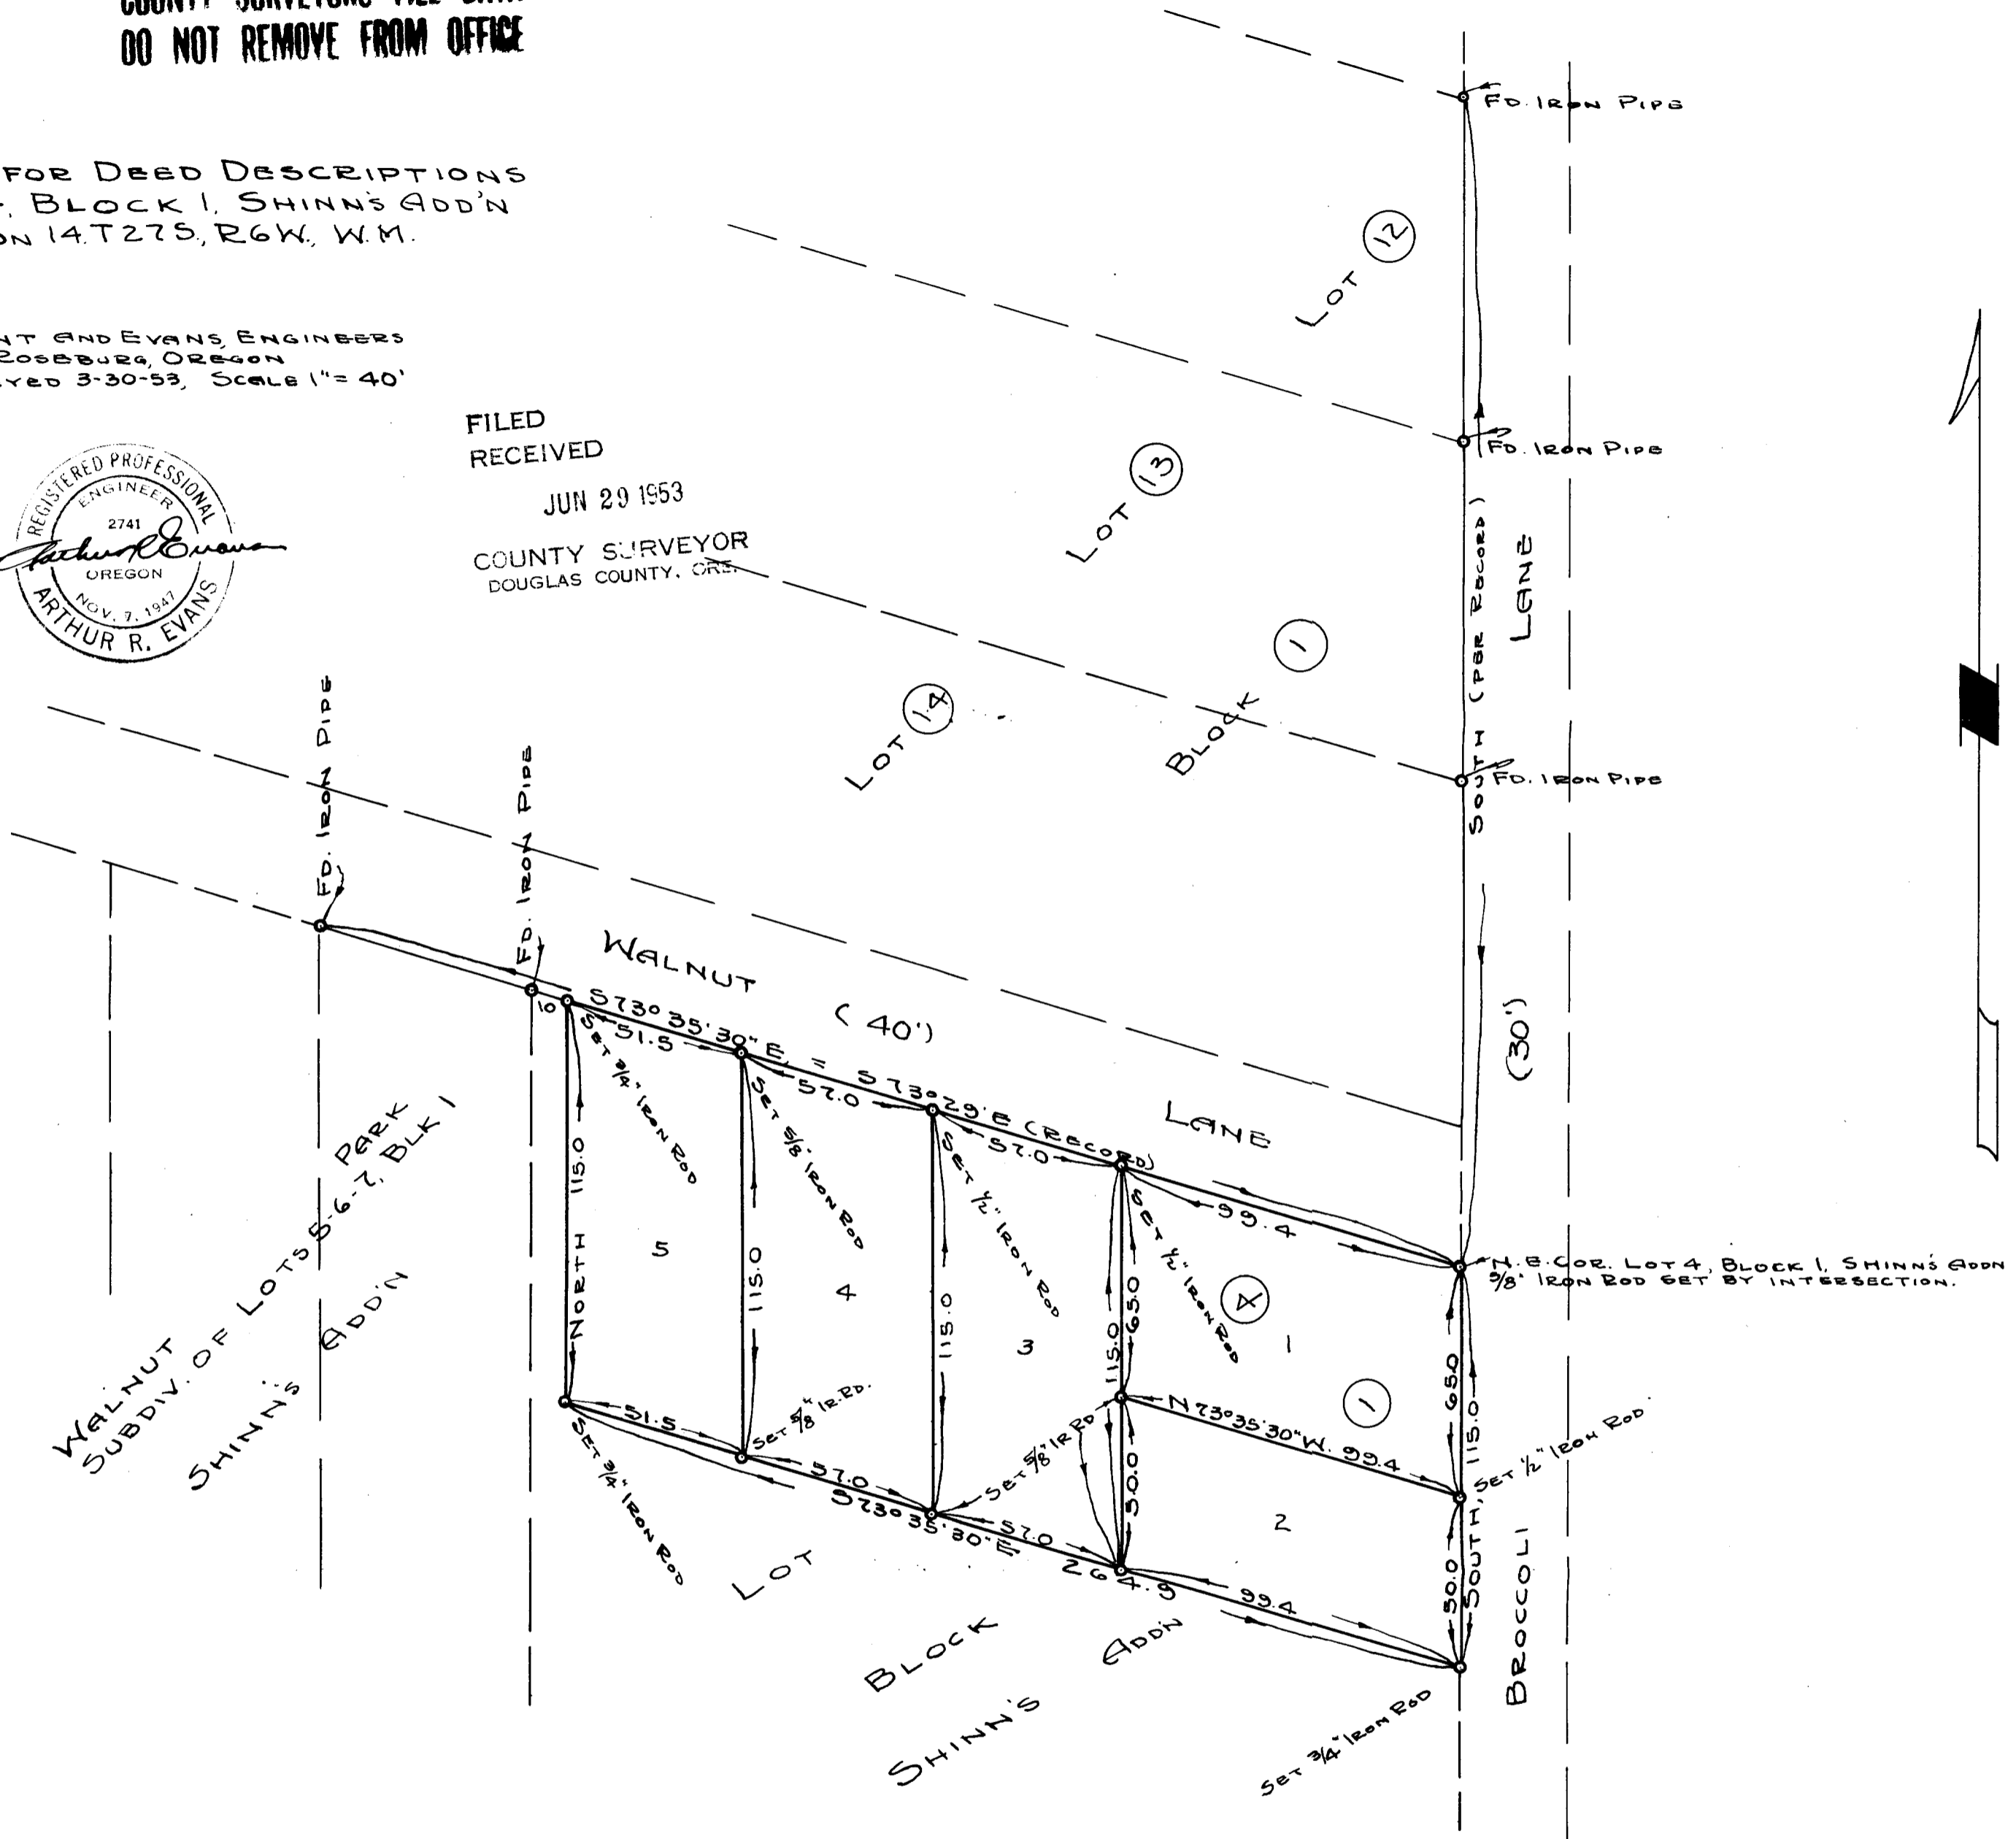 DO NOT REMOVE FROM OFFICE
FOR DEED DESCRIPTIONS
BLOCK 1, SHINN'S ADD'N
14, T27S., R6W., W.M.
AND EVANS, ENGINEERS
ROSEBURG, OREGON
3-30-53, SCALE 1"= 40'
REGISTERED PROFESSIONAL
ENGINEER
2741
Arthur R Evans
OREGON
NOV. 7, 1947
ARTHUR R. EVANS
FILED
RECEIVED
JUN 29 1953
COUNTY SURVEYOR
DOUGLAS COUNTY, ORE.
FD. IRON PIPE
LOT 12
FD. IRON PIPE
LOT 13
SOUTH (PER RECORD)
LANE
BLOCK 1
LOT 14
FD. IRON PIPE
FD. IRON PIPE
FD. IRON PIPE
WALNUT
(40')
LANE
(30')
10
S73° 35' 30" E. = S73° 29' E (RECORD)
51.5
57.0
57.0
99.4
SET 3/4" IRON ROD
SET 5/8" IRON ROD
SET 1/2" IRON ROD
SET 1/2" IRON ROD
N.E. COR. LOT 4, BLOCK 1, SHINN'S ADDN
5/8" IRON ROD SET BY INTERSECTION.
NORTH 115.0
115.0
115.0
115.0
65.0
65.0
5
4
3
4
1
1
N73°35'30"W. 99.4
SET 1/2" IRON ROD
SOUTH, 115.0
WALNUT PARK
SUBDIV. OF LOTS 5-6-7, BLK 1
SHINN'S ADD'N
51.5
SET 5/8" IR. RD.
57.0
SET 5/8" IR RD
57.0
50.0
2
50.0
S73° 35' 30" E 264.9
99.4
SET 3/4" IRON ROD
LOT
BLOCK
SHINN'S ADDN
SET 3/4" IRON ROD
BROCCOLI